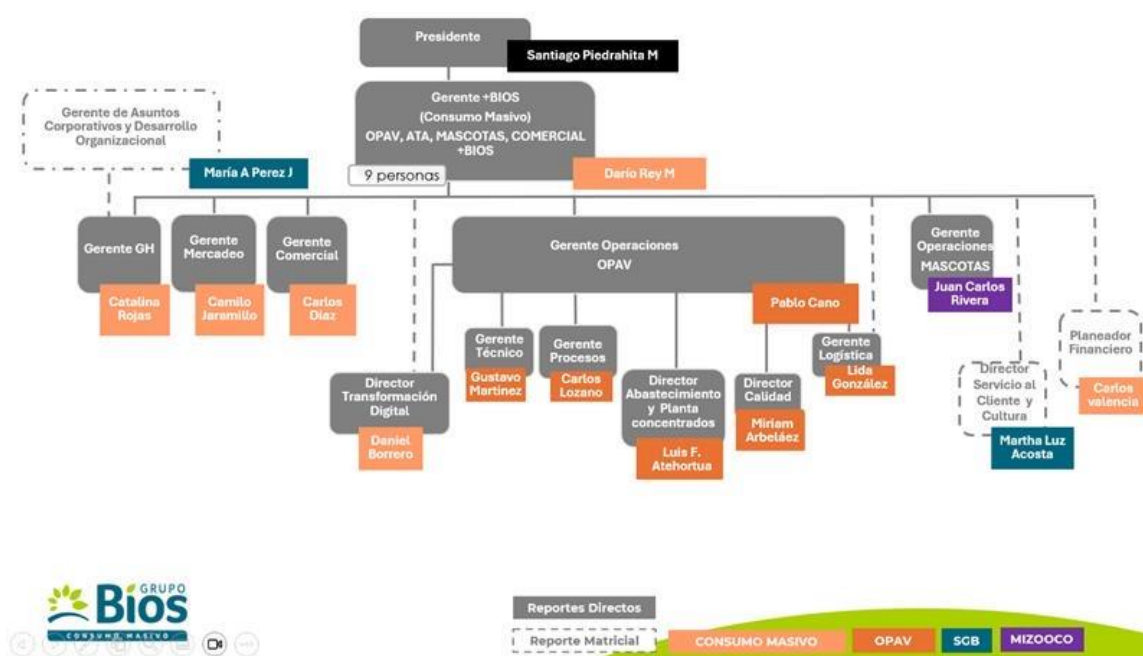 Presidente
Santiago Piedrahita M
Gerente +BIOS
(Consumo Masivo)
OPAV, ATA, MASCOTAS, COMERCIAL
+BIOS
9 personas
Darío Rey M
Gerente de Asuntos
Corporativos y Desarrollo
Organizacional
María A Perez J
Gerente GH
Catalina
Rojas
Gerente
Mercadeo
Camilo
Jaramillo
Gerente
Comercial
Carlos
Diaz
Gerente Operaciones
OPAV
Pablo Cano
Gerente
Operaciones
MASCOTAS
Juan Carlos
Rivera
Planeador
Financiero
Carlos
valencia
Director
Transformación
Digital
Daniel
Borrero
Gerente
Técnico
Gustavo
Martínez
Gerente
Procesos
Carlos
Lozano
Director
Abastecimiento
y Planta
concentrados
Luis F.
Atehortua
Director
Calidad
Miriam
Arbeláez
Gerente
Logística
Lida
González
Director
Servicio al
Cliente y
Cultura
Martha Luz
Acosta
GRUPO
Bios
CONSUMO MASIVO
Reportes Directos
Reporte Matricial
CONSUMO MASIVO
OPAV
SGB
MIZOOCO